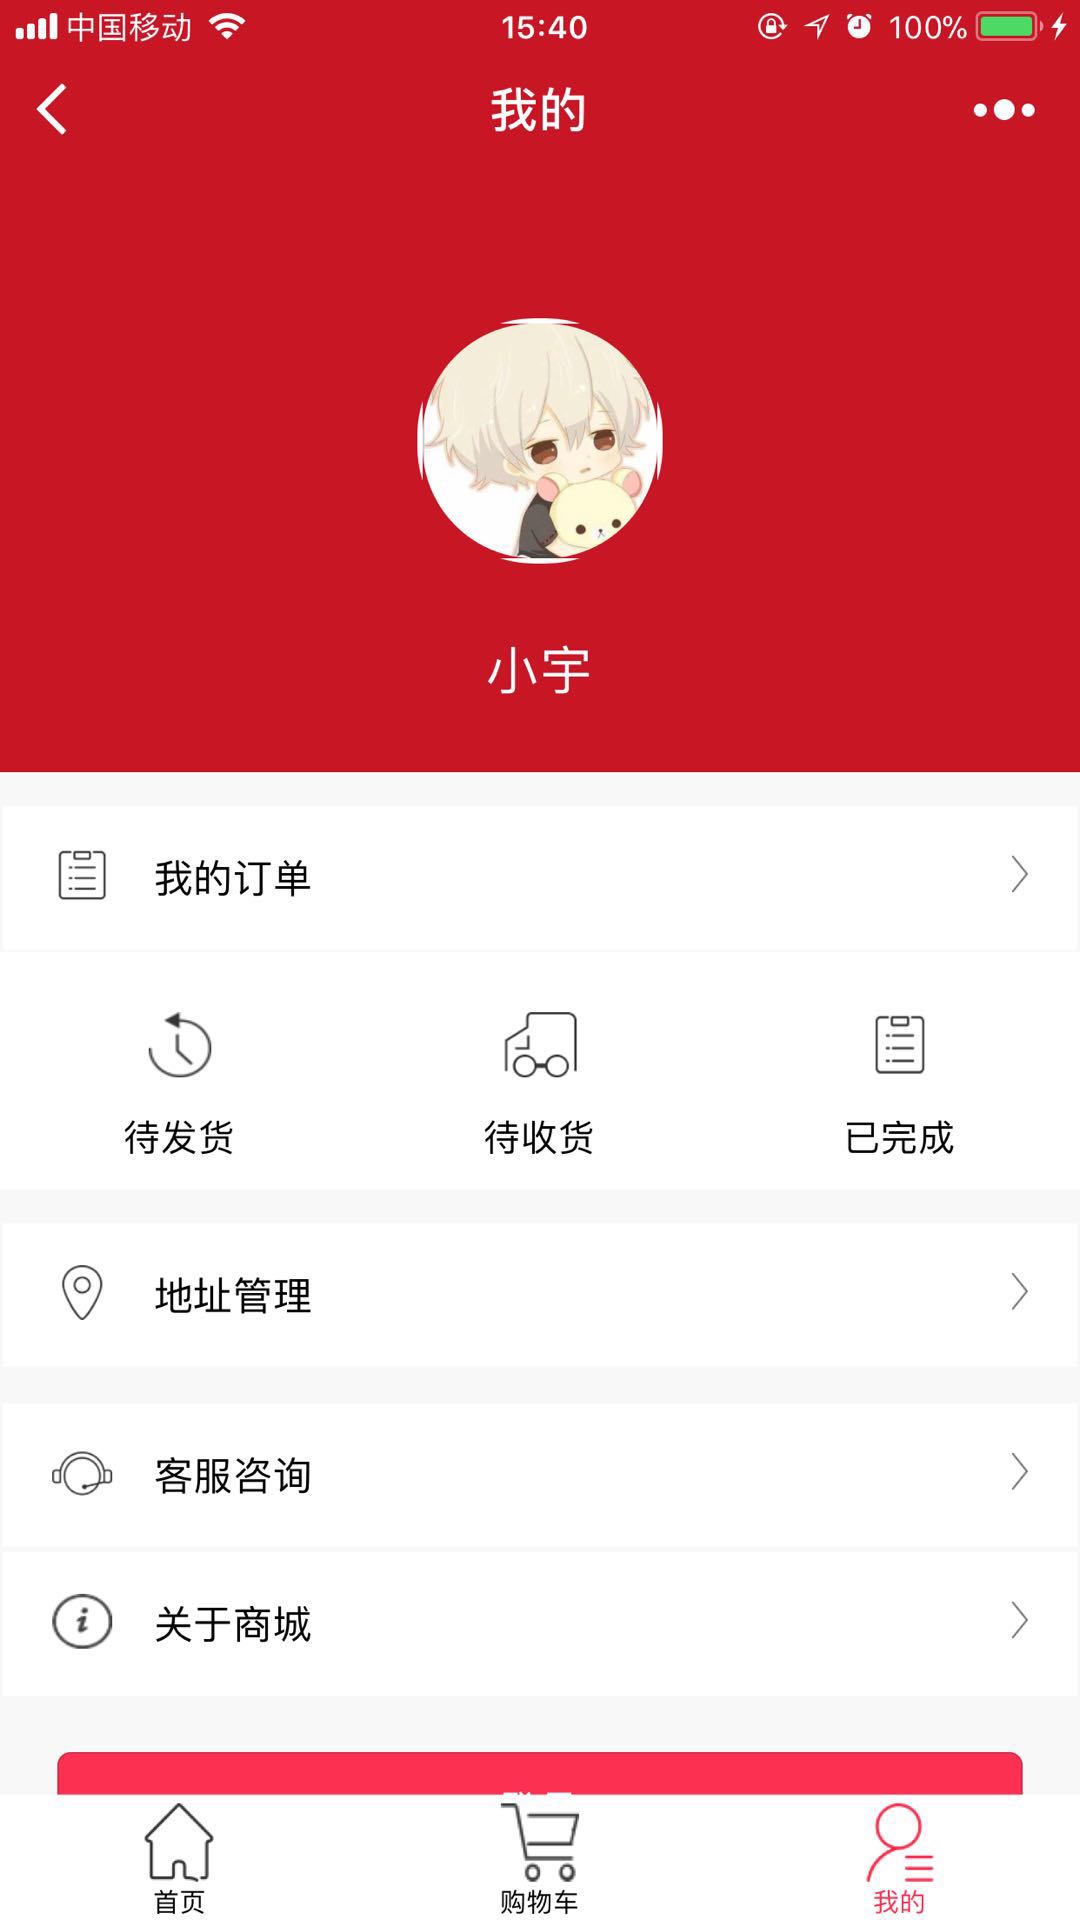 中国移动
15:40
100%
我的
小宇
我的订单
待发货
待收货
已完成
地址管理
客服咨询
关于商城
首页
购物车
我的